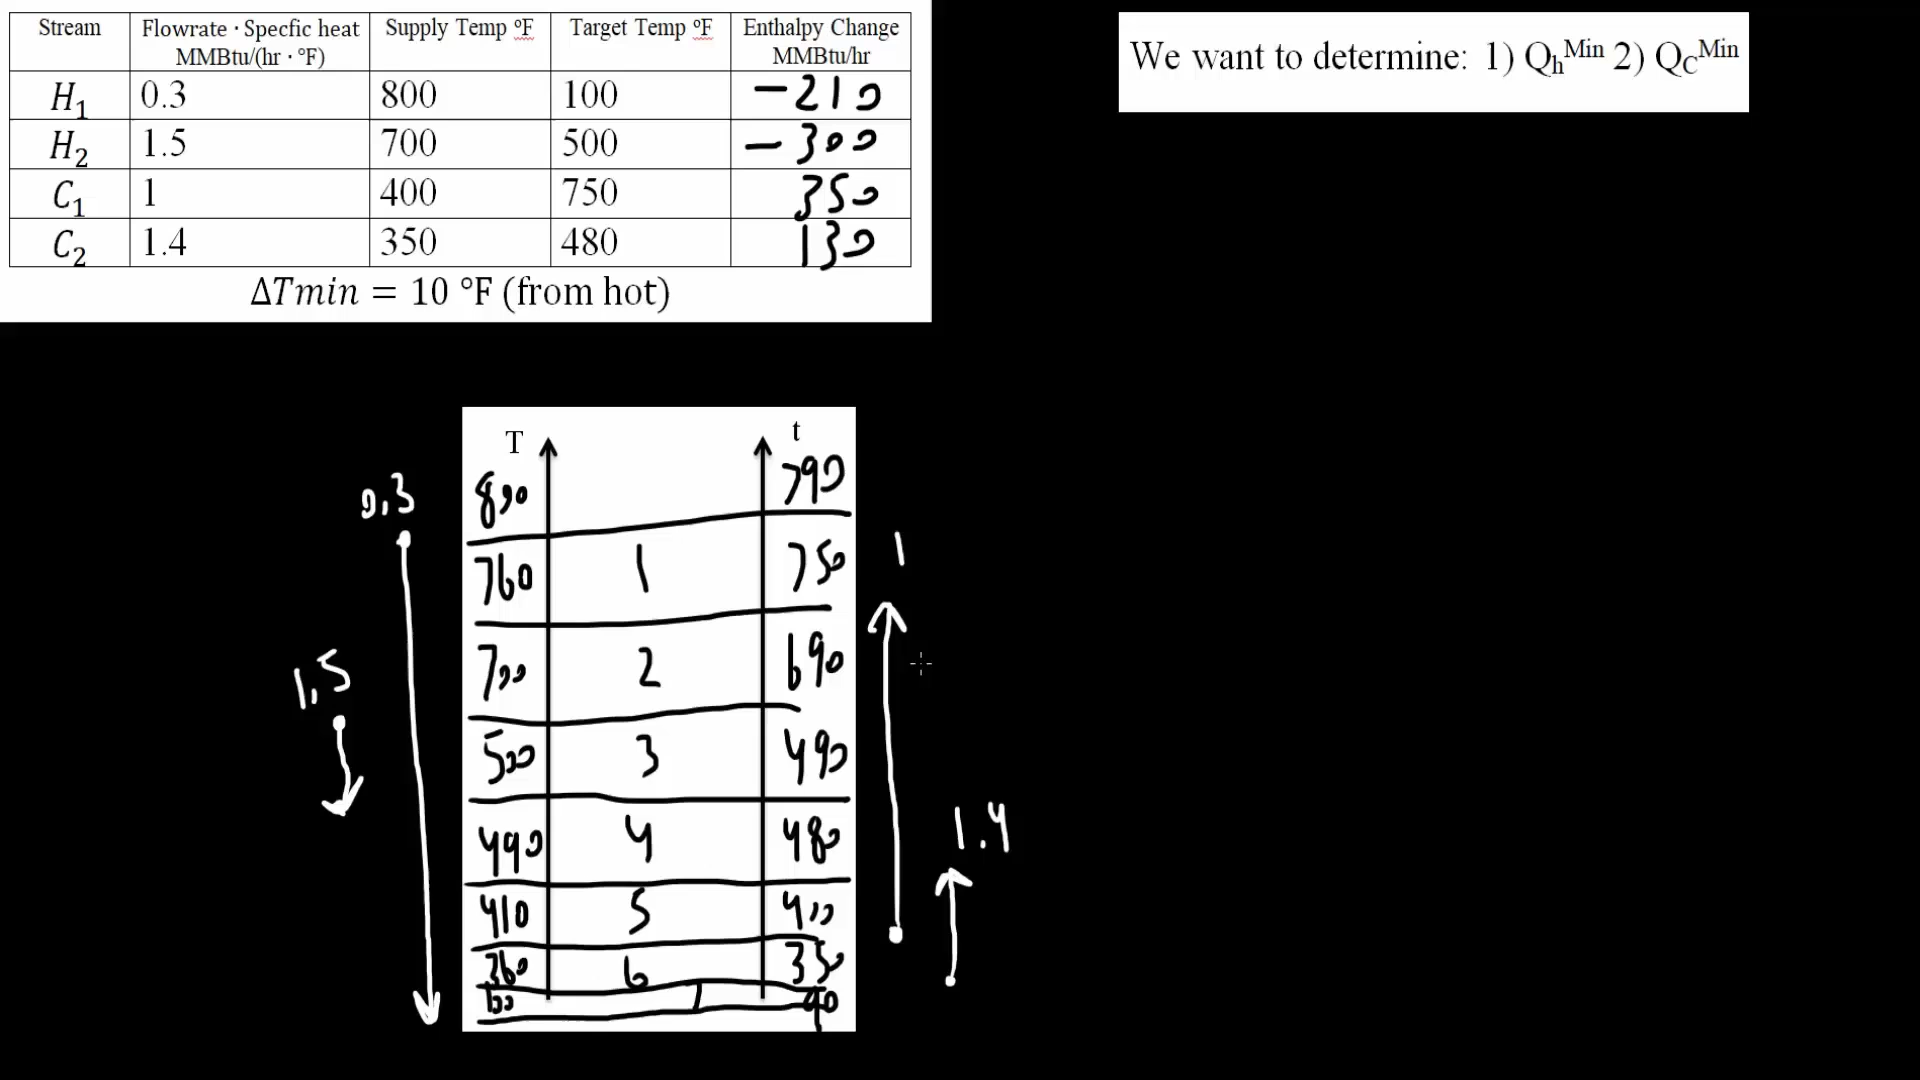 Stream Flowrate · Specfic heat MMBtu/(hr · °F) Supply Temp °F Target Temp °F Enthalpy Change MMBtu/hr
H1 0.3 800 100 -210
H2 1.5 700 500 -300
C1 1 400 750 350
C2 1.4 350 480 130
ΔTmin = 10 °F (from hot)
We want to determine: 1) Qh^Min 2) QC^Min
T t
0.3 800 790
760 1 750 1
1.5 700 2 690
500 3 490
490 4 480 1.4
410 5 400
360 6 350
100 90